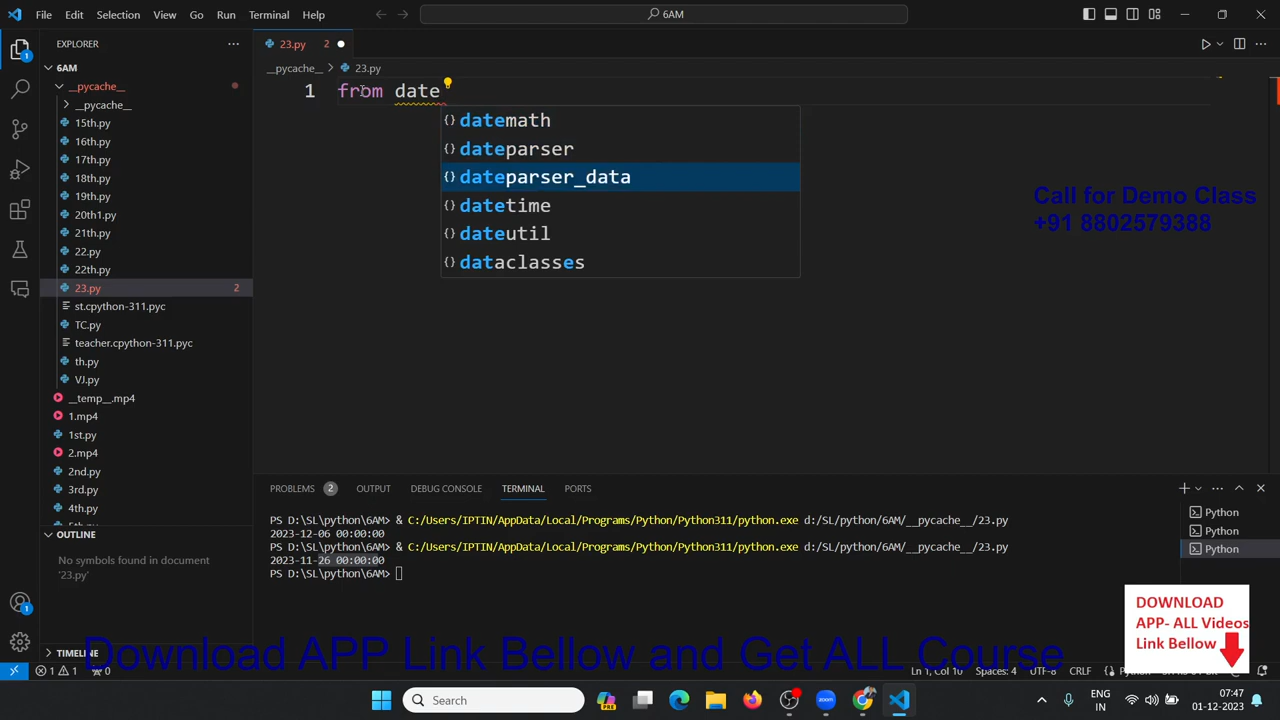 File Edit Selection View Go Run Terminal Help
6AM
EXPLORER
23.py 2
6AM
__pycache__ > 23.py
__pycache__
__pycache__
15th.py
16th.py
17th.py
18th.py
19th.py
20th1.py
21th.py
22.py
22th.py
23.py 2
st.cpython-311.pyc
TC.py
teacher.cpython-311.pyc
th.py
VJ.py
__temp__.mp4
1.mp4
1st.py
2.mp4
2nd.py
3rd.py
4th.py
OUTLINE
No symbols found in document
'23.py'
TIMELINE
1 from date
datemath
dateparser
dateparser_data
datetime
dateutil
dataclasses
Call for Demo Class
+91 8802579388
PROBLEMS 2 OUTPUT DEBUG CONSOLE TERMINAL PORTS
PS D:\SL\python\6AM> & C:/Users/IPTIN/AppData/Local/Programs/Python/Python311/python.exe d:/SL/python/6AM/__pycache__/23.py
2023-12-06 00:00:00
PS D:\SL\python\6AM> & C:/Users/IPTIN/AppData/Local/Programs/Python/Python311/python.exe d:/SL/python/6AM/__pycache__/23.py
2023-11-26 00:00:00
PS D:\SL\python\6AM>
Python
Python
Python
DOWNLOAD
APP- ALL Videos
Link Bellow
Download APP Link Bellow and Get ALL Course
1 1 0
Ln 1, Col 10 Spaces: 4 UTF-8 CRLF Python
Search
ENG
IN
07:47
01-12-2023